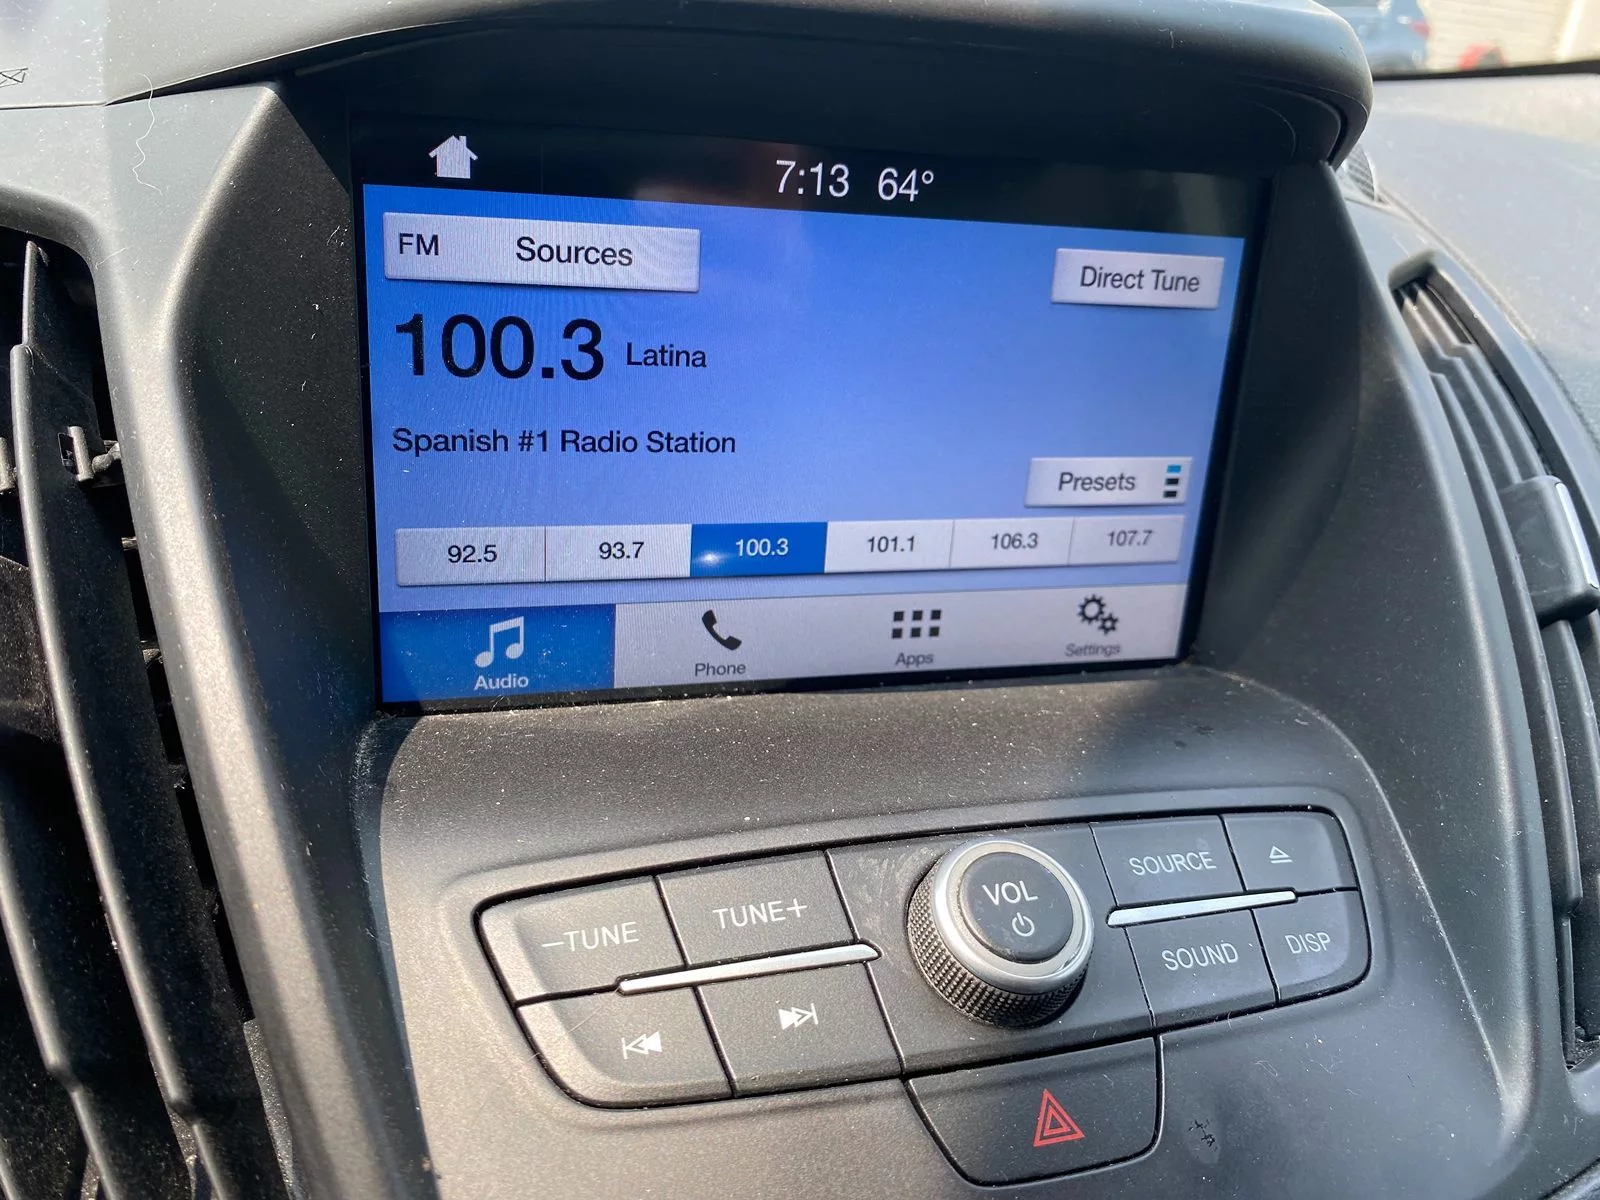 7:13 64°
FM Sources
Direct Tune
100.3 Latina
Spanish #1 Radio Station
Presets
92.5 93.7 100.3 101.1 106.3 107.7
Audio Phone Apps Settings
–TUNE TUNE+ VOL SOURCE
SOUND DISP